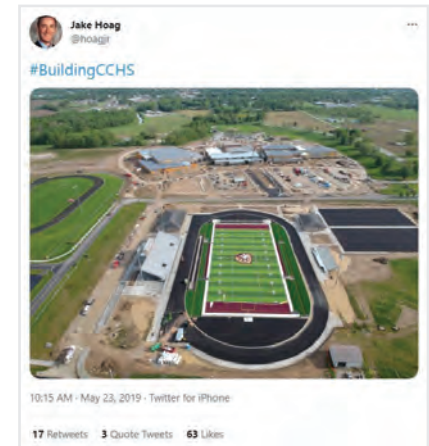 Jake Hoag
@hoagjr
#BuildingCCHS
10:15 AM · May 23, 2019 · Twitter for iPhone
17 Retweets 3 Quote Tweets 63 Likes